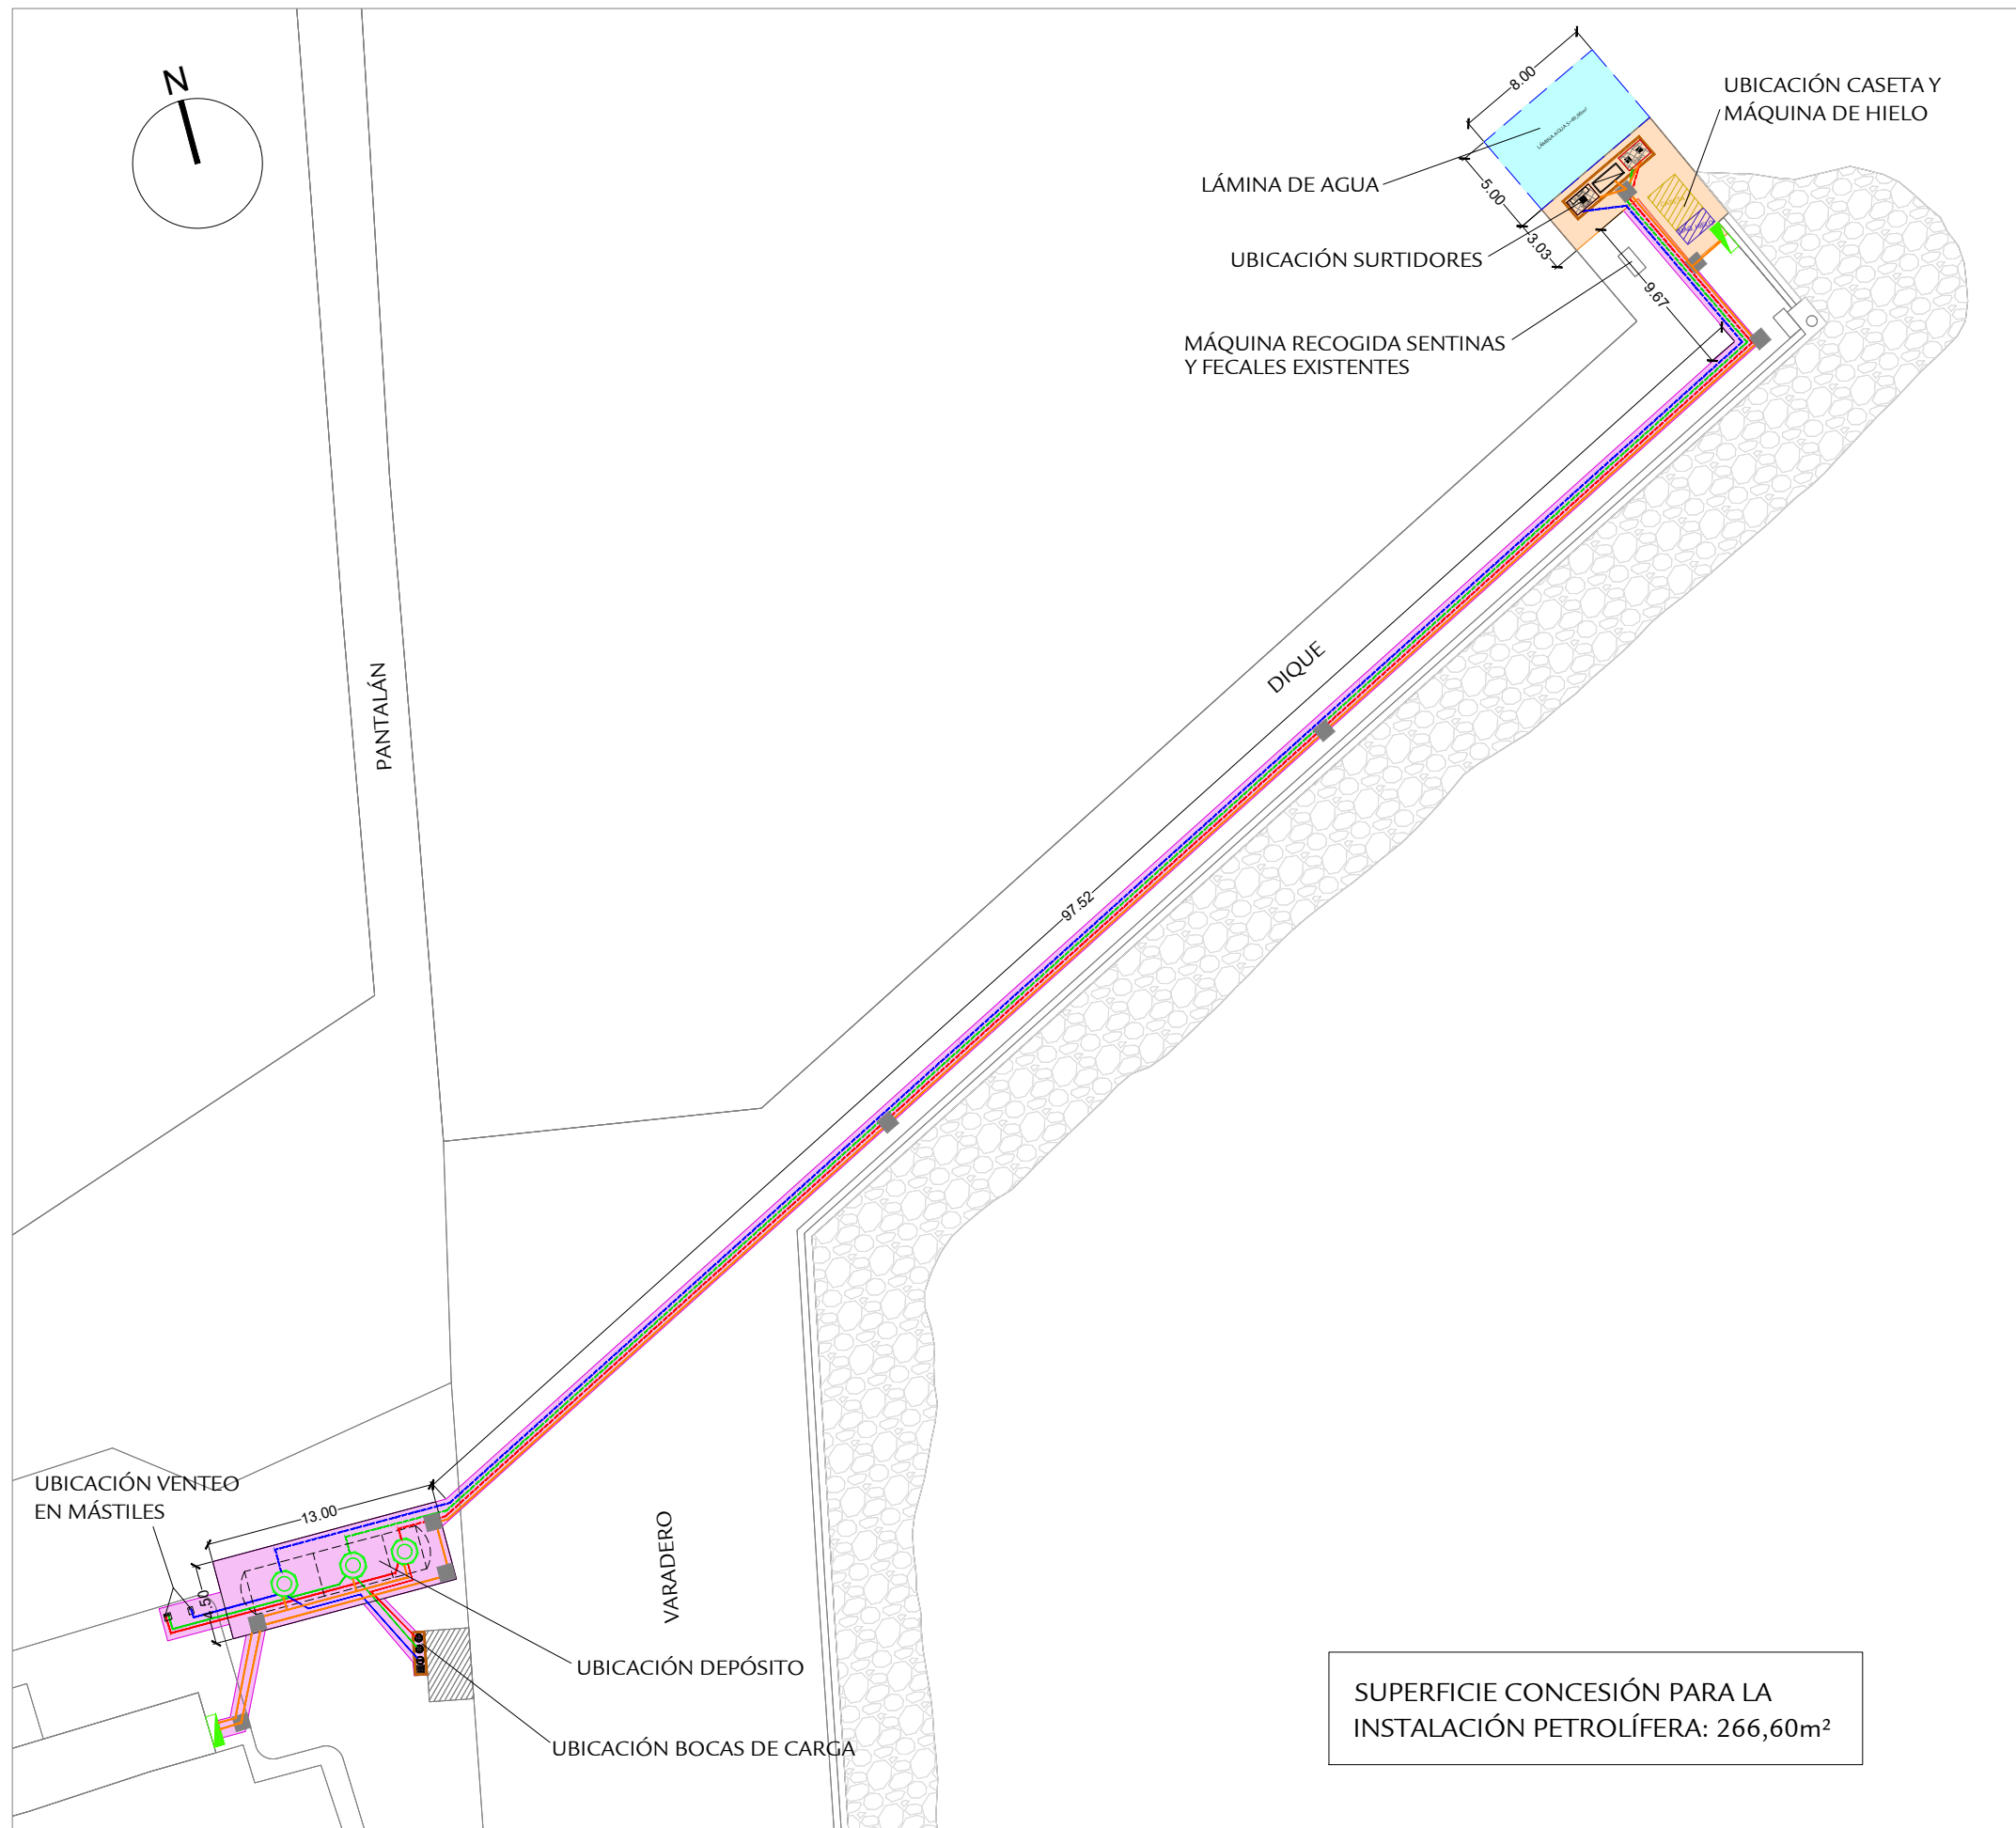 N
8.00
UBICACIÓN CASETA Y
MÁQUINA DE HIELO
LÁMINA DE AGUA
5.00
3.03
UBICACIÓN SURTIDORES
9.67
MÁQUINA RECOGIDA SENTINAS
Y FECALES EXISTENTES
DIQUE
PANTALÁN
97.52
UBICACIÓN VENTEO
EN MÁSTILES
13.00
4.50
VARADERO
UBICACIÓN DEPÓSITO
UBICACIÓN BOCAS DE CARGA
SUPERFICIE CONCESIÓN PARA LA
INSTALACIÓN PETROLÍFERA: 266,60m²